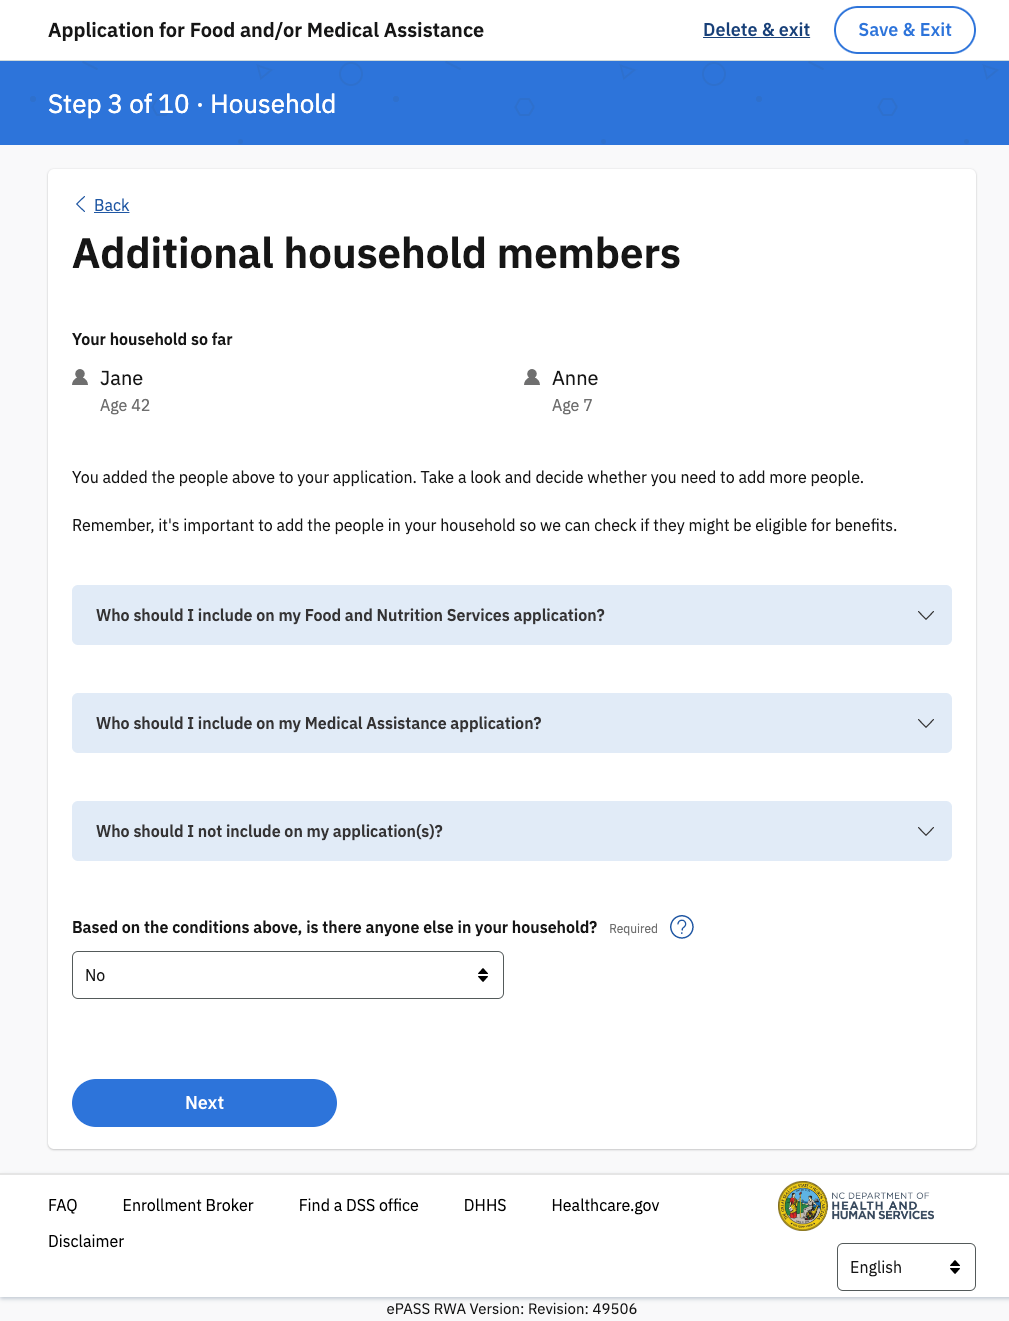 Application for Food and/or Medical Assistance
Delete & exit
Save & Exit
Step 3 of 10 · Household
Back
Additional household members
Your household so far
Jane
Age 42
Anne
Age 7
You added the people above to your application. Take a look and decide whether you need to add more people.
Remember, it's important to add the people in your household so we can check if they might be eligible for benefits.
Who should I include on my Food and Nutrition Services application?
Who should I include on my Medical Assistance application?
Who should I not include on my application(s)?
Based on the conditions above, is there anyone else in your household? Required ?
No
Next
FAQ Enrollment Broker Find a DSS office DHHS Healthcare.gov
Disclaimer
NC DEPARTMENT OF
HEALTH AND
HUMAN SERVICES
English
ePASS RWA Version: Revision: 49506